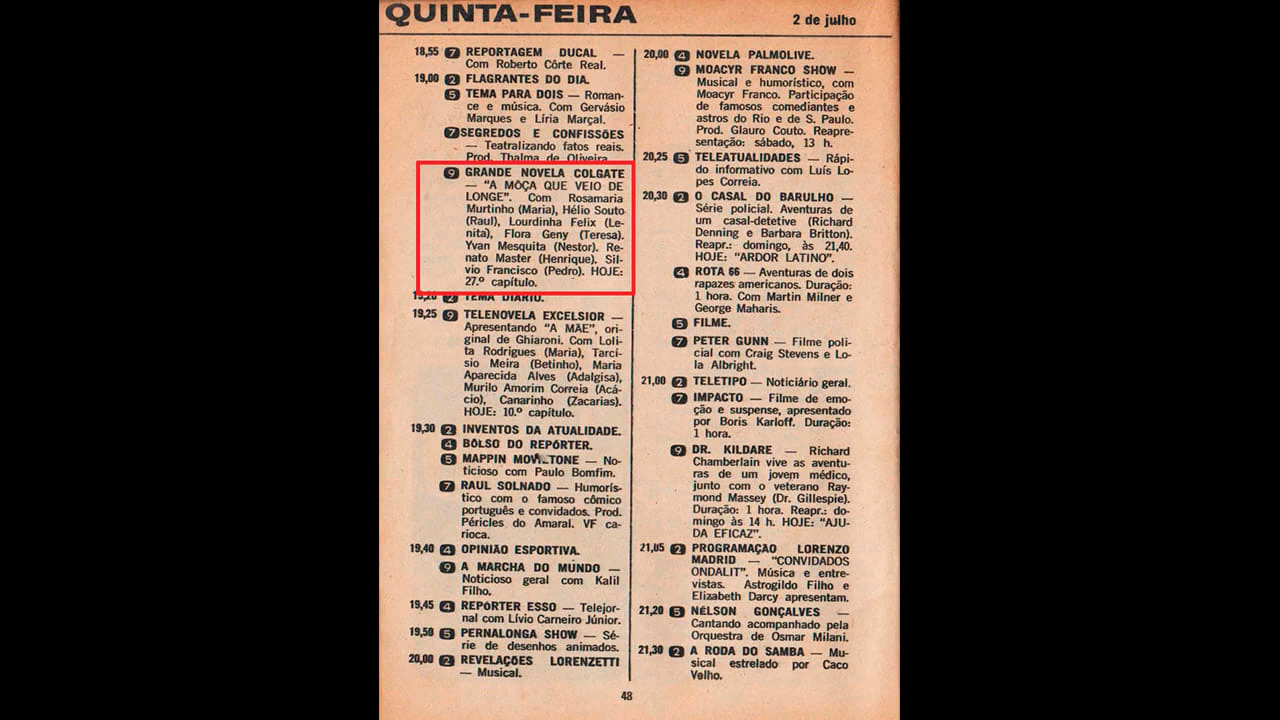 QUINTA-FEIRA
2 de julho
18,55 7 REPORTAGEM DUCAL —
Com Roberto Côrte Real.
19,00 2 FLAGRANTES DO DIA.
5 TEMA PARA DOIS — Roman-
ce e música. Com Gervásio
Marques e Líria Marçal.
7 SEGREDOS E CONFISSÕES
— Teatralizando fatos reais.
Prod. Thalma de Oliveira.
9 GRANDE NOVELA COLGATE
— "A MÔÇA QUE VEIO DE
LONGE". Com Rosamaria
Murtinho (Maria), Hélio Souto
(Raul), Lourdinha Felix (Le-
nita), Flora Geny (Teresa).
Yvan Mesquita (Nestor). Re-
nato Master (Henrique). Sil-
vio Francisco (Pedro). HOJE:
27.º capítulo.
19,20 2 TEMA DIÁRIO.
19,25 9 TELENOVELA EXCELSIOR —
Apresentando "A MÃE", ori-
ginal de Ghiaroni. Com Loli-
ta Rodrigues (Maria), Tarcí-
sio Meira (Betinho), Maria
Aparecida Alves (Adalgisa),
Murilo Amorim Correia (Acá-
cio), Canarinho (Zacarias).
HOJE: 10.º capítulo.
19,30 2 INVENTOS DA ATUALIDADE.
4 BÔLSO DO REPÓRTER.
5 MAPPIN MOVIETONE — No-
ticioso com Paulo Bomfim.
7 RAUL SOLNADO — Humorís-
tico com o famoso cômico
português e convidados. Prod.
Péricles do Amaral. VF ca-
rioca.
19,40 4 OPINIÃO ESPORTIVA.
9 A MARCHA DO MUNDO —
Noticioso geral com Kalil
Filho.
19,45 4 REPÓRTER ESSO — Telejor-
nal com Lívio Carneiro Júnior.
19,50 5 PERNALONGA SHOW — Sé-
rie de desenhos animados.
20,00 2 REVELAÇÕES LORENZETTI
— Musical.
20,00 4 NOVELA PALMOLIVE.
9 MOACYR FRANCO SHOW —
Musical e humorístico, com
Moacyr Franco. Participação
de famosos comediantes e
astros do Rio e de S. Paulo.
Prod. Glauro Couto. Reapre-
sentação: sábado, 13 h.
20,25 5 TELEATUALIDADES — Rápi-
do informativo com Luís Lo-
pes Correia.
20,30 2 O CASAL DO BARULHO —
Série policial. Aventuras de
um casal-detetive (Richard
Denning e Barbara Britton).
Reapr.: domingo, às 21,40.
HOJE: "ARDOR LATINO".
4 ROTA 66 — Aventuras de dois
rapazes americanos. Duração:
1 hora. Com Martin Milner e
George Maharis.
5 FILME.
7 PETER GUNN — Filme poli-
cial com Craig Stevens e Lo-
la Albright.
21,00 2 TELETIPO — Noticiário geral.
7 IMPACTO — Filme de emo-
ção e suspense, apresentado
por Boris Karloff. Duração:
1 hora.
9 DR. KILDARE — Richard
Chamberlain vive as aventu-
ras de um jovem médico,
junto com o veterano Ray-
mond Massey (Dr. Gillespie).
Duração: 1 hora. Reapr.: do-
mingo às 14 h. HOJE: "AJU-
DA EFICAZ".
21,05 2 PROGRAMAÇÃO LORENZO
MADRID — "CONVIDADOS
ONDALIT". Música e entre-
vistas. Astrogildo Filho e
Elizabeth Darcy apresentam.
21,20 5 NÉLSON GONÇALVES —
Cantando acompanhado pela
Orquestra de Osmar Milani.
21,30 2 A RODA DO SAMBA — Mu-
sical estrelado por Caco
Velho.
48